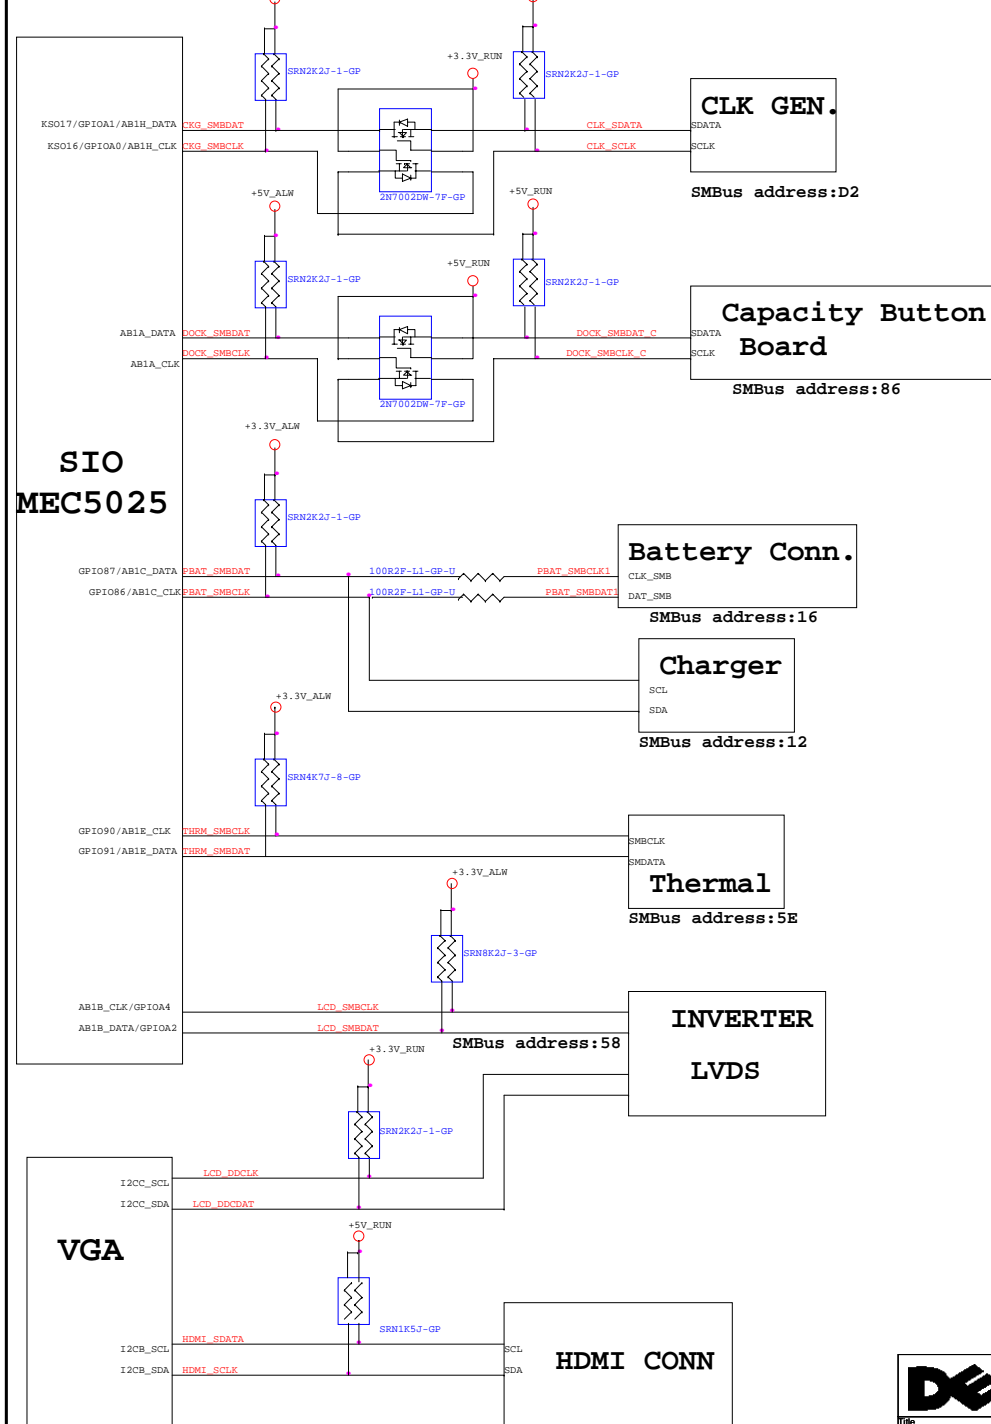 +3.3V_RUN
SRN2K2J-1-GP
SRN2K2J-1-GP
CLK GEN.
KSO17/GPIOA1/AB1H_DATA
CKG_SMBDAT
CLK_SDATA
SDATA
KSO16/GPIOA0/AB1H_CLK
CKG_SMBCLK
CLK_SCLK
SCLK
2N7002DW-7F-GP
SMBus address:D2
+5V_ALW
+5V_RUN
+5V_RUN
SRN2K2J-1-GP
SRN2K2J-1-GP
Capacity Button
Board
AB1A_DATA
DOCK_SMBDAT
DOCK_SMBDAT_C
SDATA
AB1A_CLK
DOCK_SMBCLK
DOCK_SMBCLK_C
SCLK
2N7002DW-7F-GP
SMBus address:86
+3.3V_ALW
SIO
MEC5025
SRN2K2J-1-GP
Battery Conn.
GPIO87/AB1C_DATA
PBAT_SMBDAT
100R2F-L1-GP-U
PBAT_SMBCLK1
CLK_SMB
GPIO86/AB1C_CLK
PBAT_SMBCLK
100R2F-L1-GP-U
PBAT_SMBDAT1
DAT_SMB
SMBus address:16
Charger
SCL
SDA
SMBus address:12
+3.3V_ALW
SRN4K7J-8-GP
GPIO90/AB1E_CLK
THRM_SMBCLK
SMBCLK
GPIO91/AB1E_DATA
THRM_SMBDAT
SMDATA
Thermal
SMBus address:5E
+3.3V_ALW
SRN8K2J-3-GP
AB1B_CLK/GPIOA4
LCD_SMBCLK
AB1B_DATA/GPIOA2
LCD_SMBDAT
INVERTER
SMBus address:58
LVDS
+3.3V_RUN
SRN2K2J-1-GP
I2CC_SCL
LCD_DDCLK
I2CC_SDA
LCD_DDCDAT
VGA
+5V_RUN
SRN1K5J-GP
I2CB_SCL
HDMI_SDATA
SCL
I2CB_SDA
HDMI_SCLK
SDA
HDMI CONN
Title